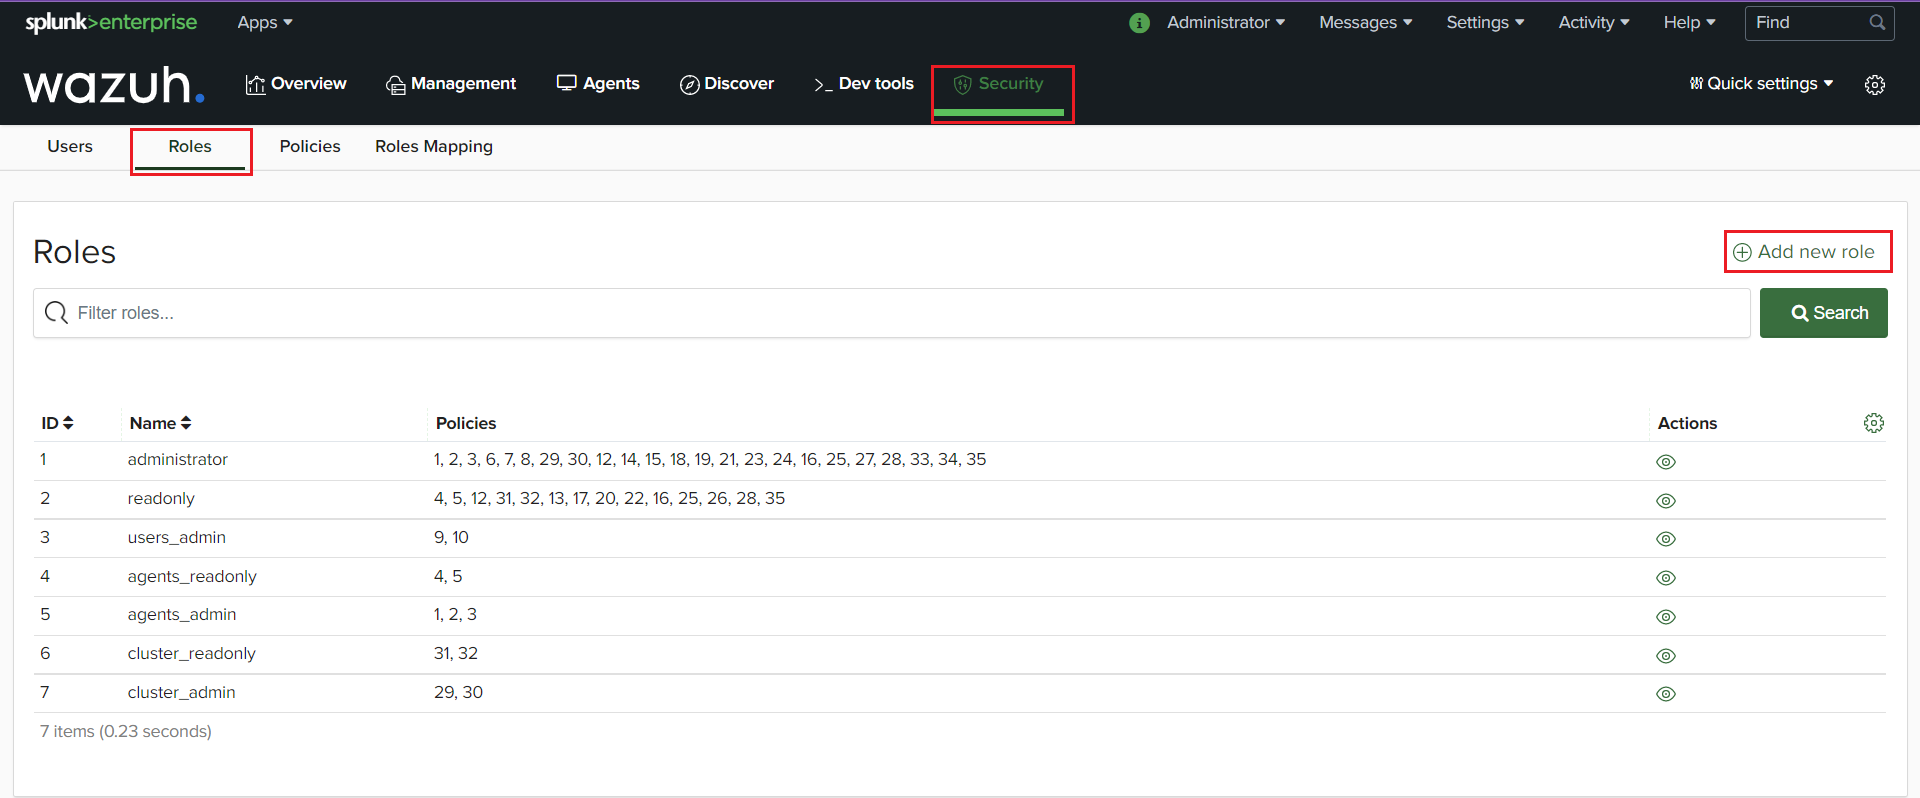 splunk>enterprise Apps Administrator Messages Settings Activity Help Find
wazuh. Overview Management Agents Discover >_ Dev tools Security Quick settings
Users Roles Policies Roles Mapping
Roles Add new role
Filter roles... Search
ID Name Policies Actions
1 administrator 1, 2, 3, 6, 7, 8, 29, 30, 12, 14, 15, 18, 19, 21, 23, 24, 16, 25, 27, 28, 33, 34, 35
2 readonly 4, 5, 12, 31, 32, 13, 17, 20, 22, 16, 25, 26, 28, 35
3 users_admin 9, 10
4 agents_readonly 4, 5
5 agents_admin 1, 2, 3
6 cluster_readonly 31, 32
7 cluster_admin 29, 30
7 items (0.23 seconds)